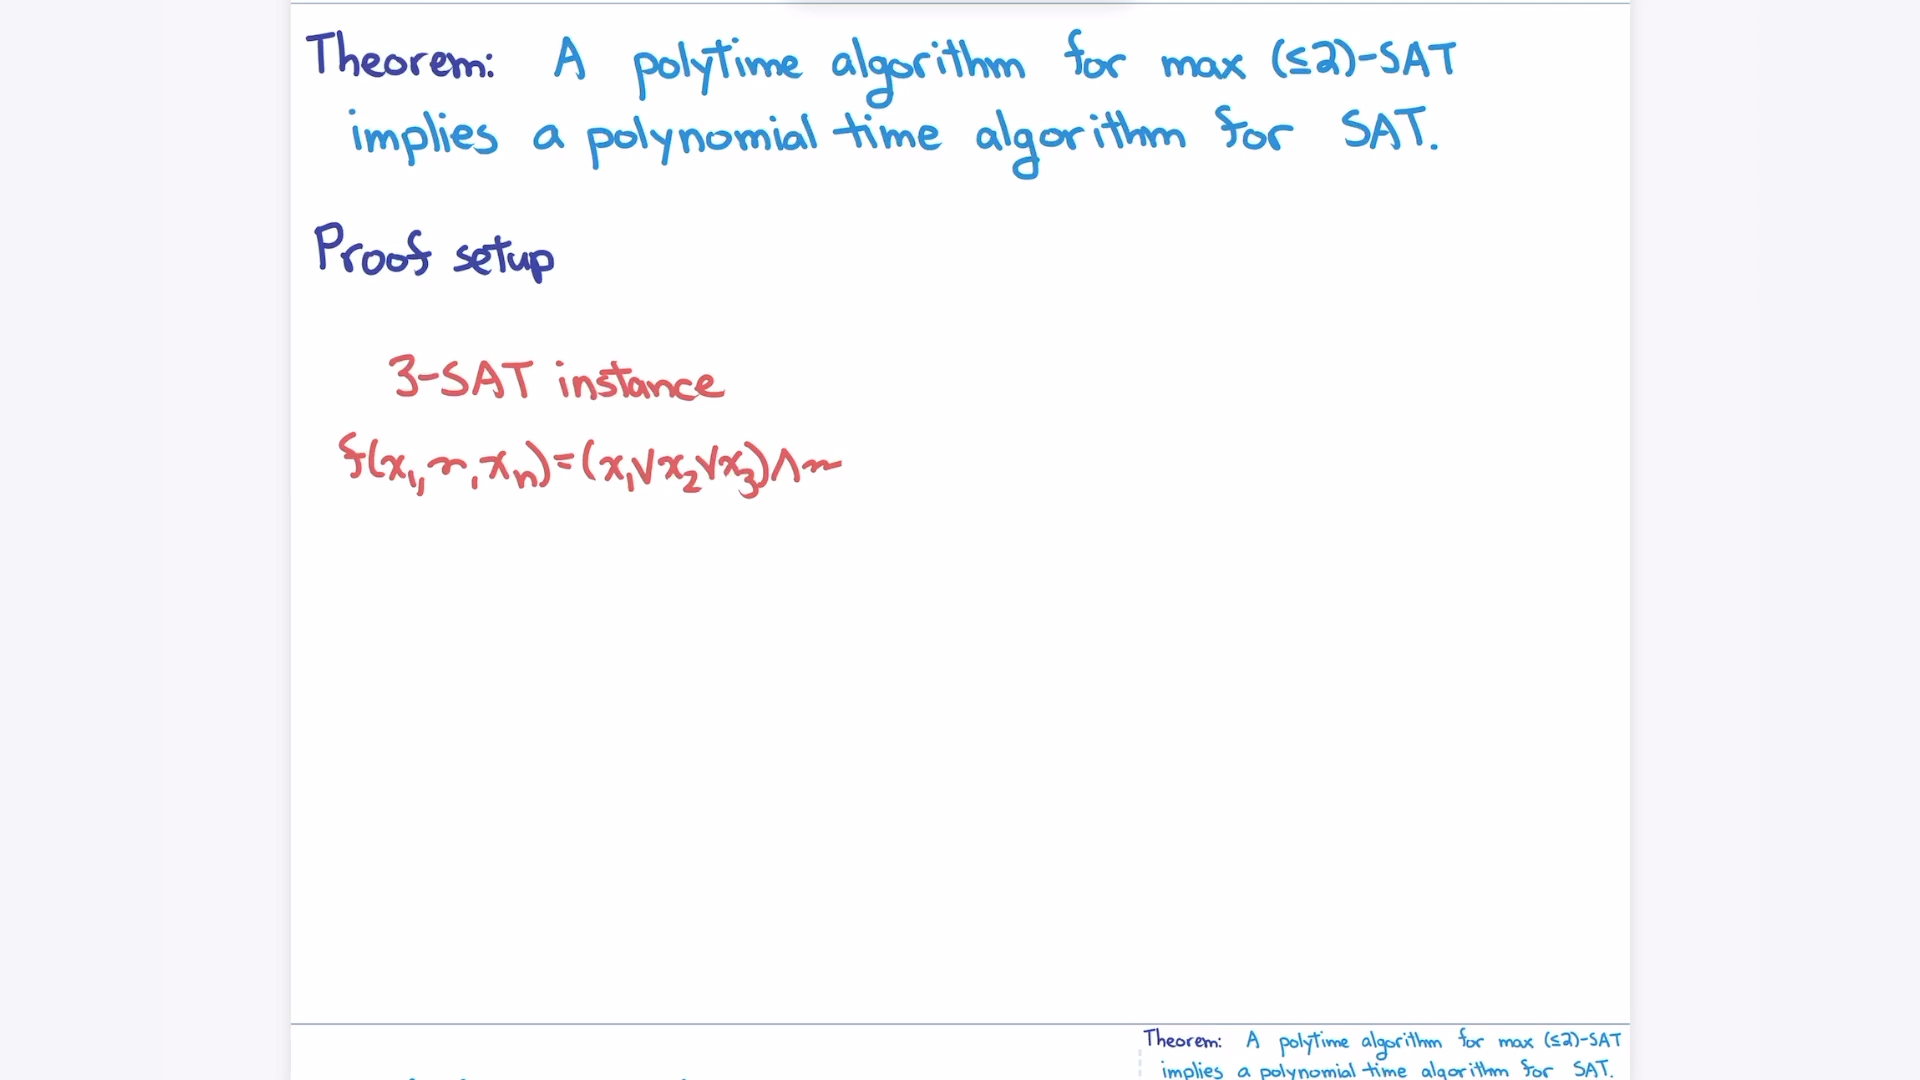 Theorem: A polytime algorithm for max (≤2)-SAT
implies a polynomial time algorithm for SAT.
Proof setup
3-SAT instance
f(x₁, ~, xₙ) = (x₁ ∨ x₂ ∨ x₃) ∧ ~
Theorem: A polytime algorithm for max (≤2)-SAT
implies a polynomial time algorithm for SAT.